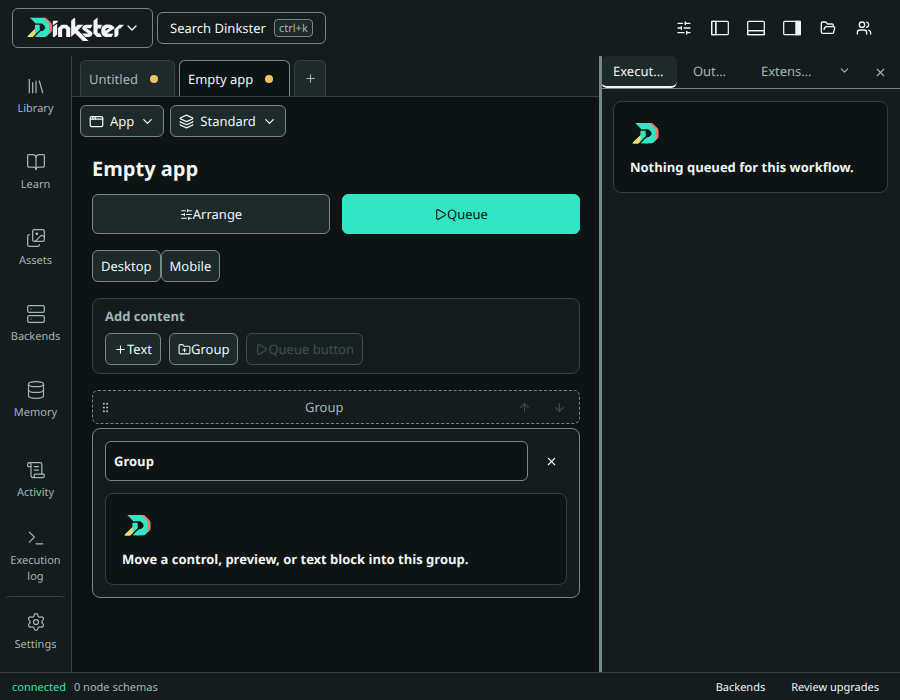 Dinkster
Search Dinkster ctrl+k
Library
Learn
Assets
Backends
Memory
Activity
Execution
log
Settings
Untitled
Empty app
+
App
Standard
Empty app
Arrange
Queue
Desktop
Mobile
Add content
+Text
Group
Queue button
Group
Group
Move a control, preview, or text block into this group.
Execut...
Out...
Extens...
Nothing queued for this workflow.
connected
0 node schemas
Backends
Review upgrades